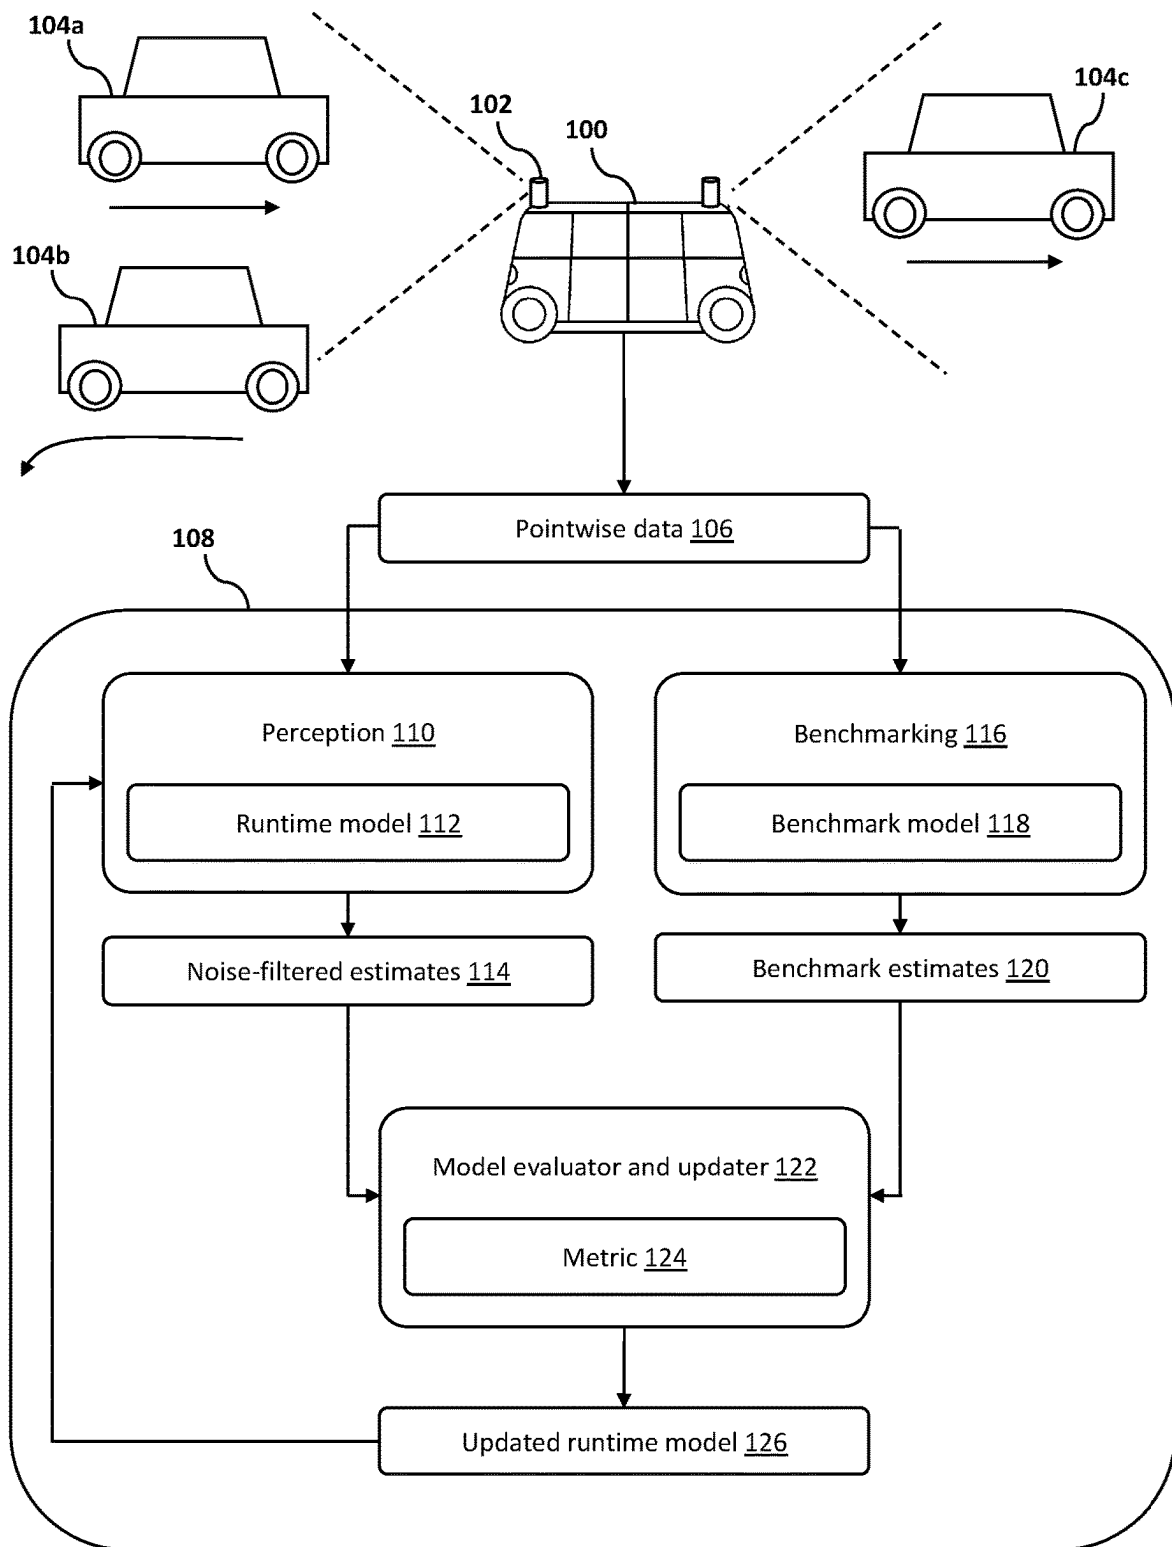 104a
102
100
104c
104b
Pointwise data 106
108
Perception 110
Benchmarking 116
Runtime model 112
Benchmark model 118
Noise-filtered estimates 114
Benchmark estimates 120
Model evaluator and updater 122
Metric 124
Updated runtime model 126